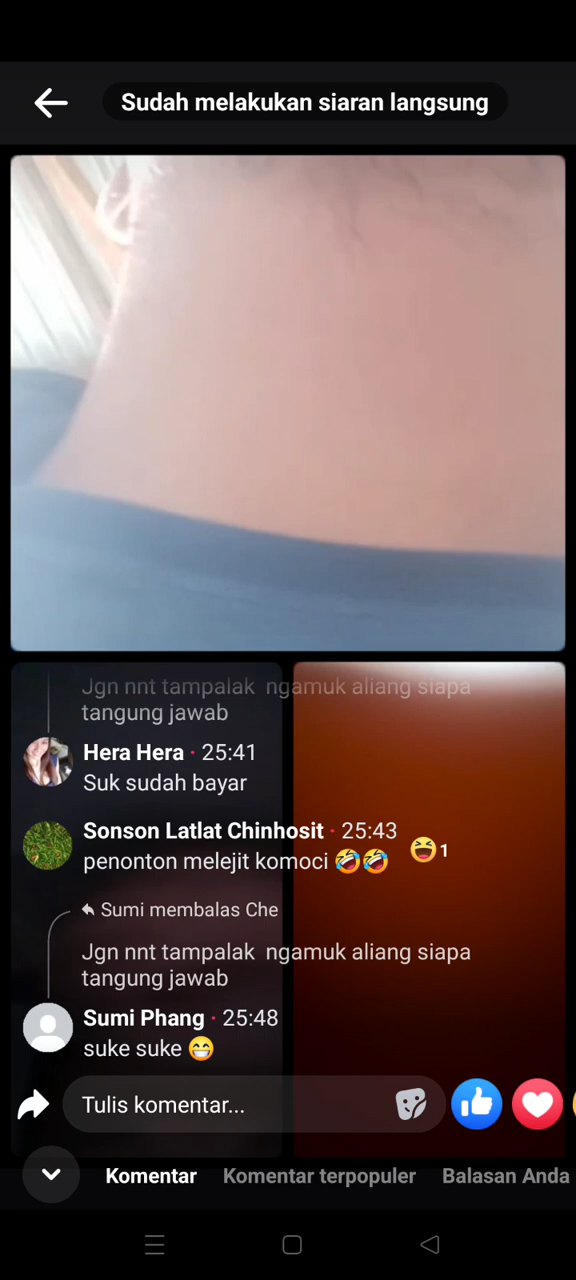 Sudah melakukan siaran langsung
Jgn nnt tampalak ngamuk aliang siapa
tangung jawab
Hera Hera · 25:41
Suk sudah bayar
Sonson Latlat Chinhosit · 25:43
penonton melejit komoci 🤣🤣
😆 1
Sumi membalas Che
Jgn nnt tampalak ngamuk aliang siapa
tangung jawab
Sumi Phang · 25:48
suke suke 😁
Tulis komentar...
Komentar Komentar terpopuler Balasan Anda